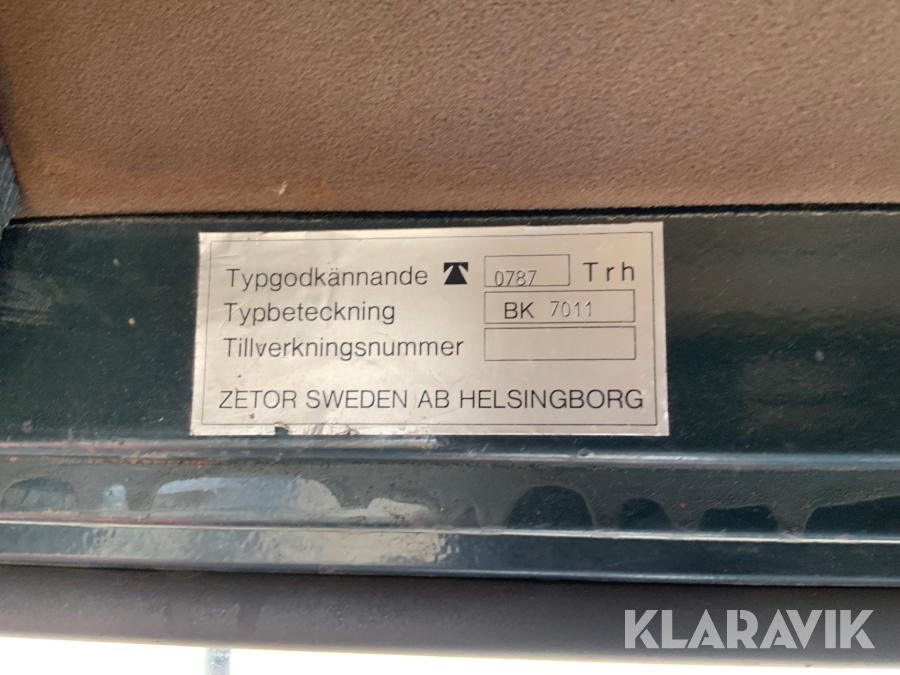 Typgodkännande 0787 Trh
Typbeteckning BK 7011
Tillverkningsnummer
ZETOR SWEDEN AB HELSINGBORG
KLARAVIK